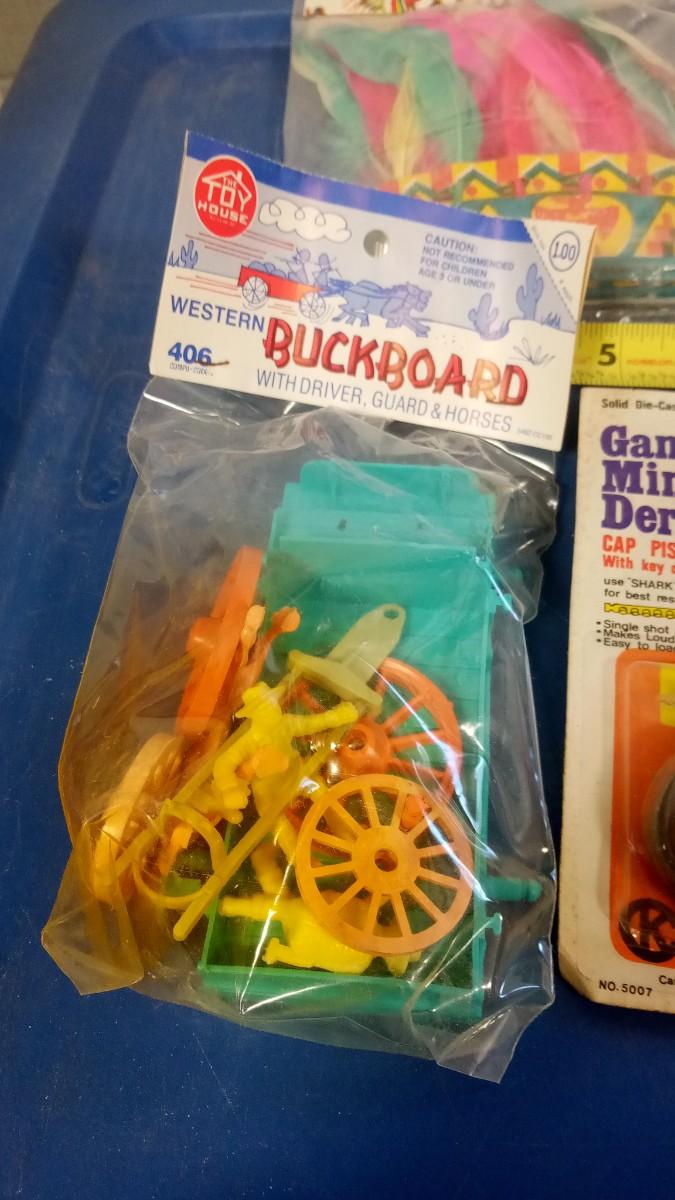 THE
TOY
HOUSE
CAUTION:
NOT RECOMMENDED
FOR CHILDREN
AGE 3 OR UNDER
1.00
WESTERN
BUCKBOARD
406
WITH DRIVER, GUARD & HORSES
5
Solid Die-Cas
Gan
Min
Der
CAP PIS
With key c
use "SHARK
for best res
• Single shot
• Makes Loud
• Easy to loa
K
NO. 5007
Ca